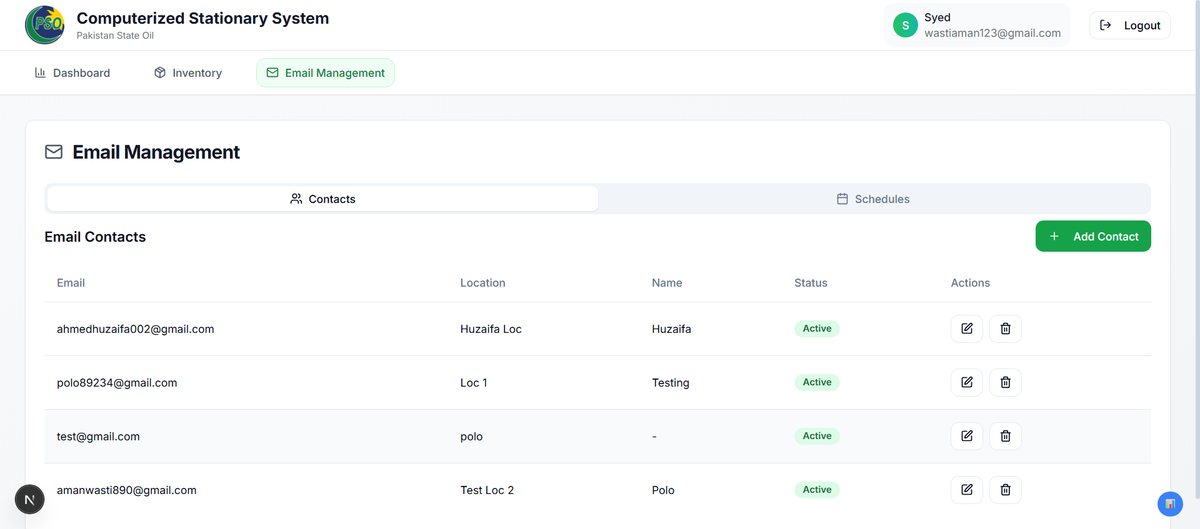 PSO
Computerized Stationary System
Pakistan State Oil
S
Syed
wastiaman123@gmail.com
Logout
Dashboard
Inventory
Email Management
Email Management
Contacts
Schedules
Email Contacts
+ Add Contact
Email Location Name Status Actions
ahmedhuzaifa002@gmail.com Huzaifa Loc Huzaifa Active
polo89234@gmail.com Loc 1 Testing Active
test@gmail.com polo - Active
amanwasti890@gmail.com Test Loc 2 Polo Active
N